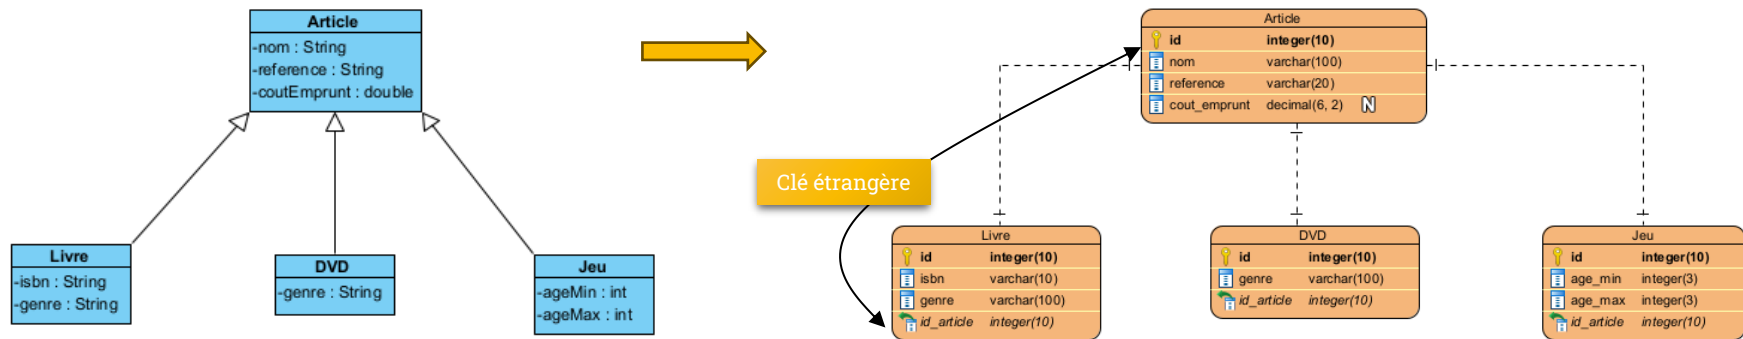 Article
-nom : String
-reference : String
-coutEmprunt : double
Livre
-isbn : String
-genre : String
DVD
-genre : String
Jeu
-ageMin : int
-ageMax : int
Clé étrangère
Article
id integer(10)
nom varchar(100)
reference varchar(20)
cout_emprunt decimal(6, 2) N
Livre
id integer(10)
isbn varchar(10)
genre varchar(100)
id_article integer(10)
DVD
id integer(10)
genre varchar(100)
id_article integer(10)
Jeu
id integer(10)
age_min integer(3)
age_max integer(3)
id_article integer(10)